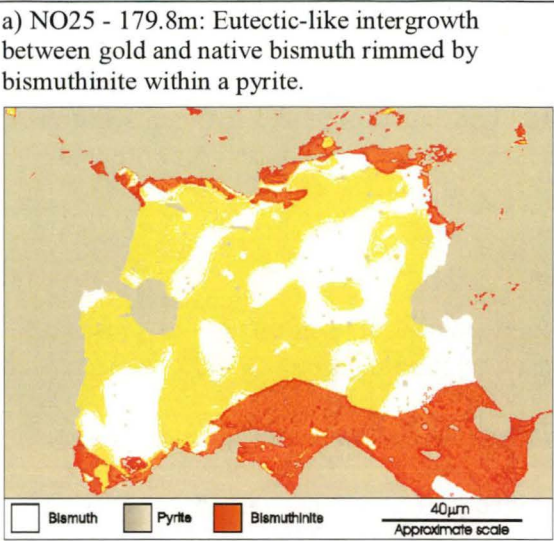 a) NO25 - 179.8m: Eutectic-like intergrowth
between gold and native bismuth rimmed by
bismuthinite within a pyrite.
Bismuth Pyrite Bismuthinite 40µm
Approximate scale